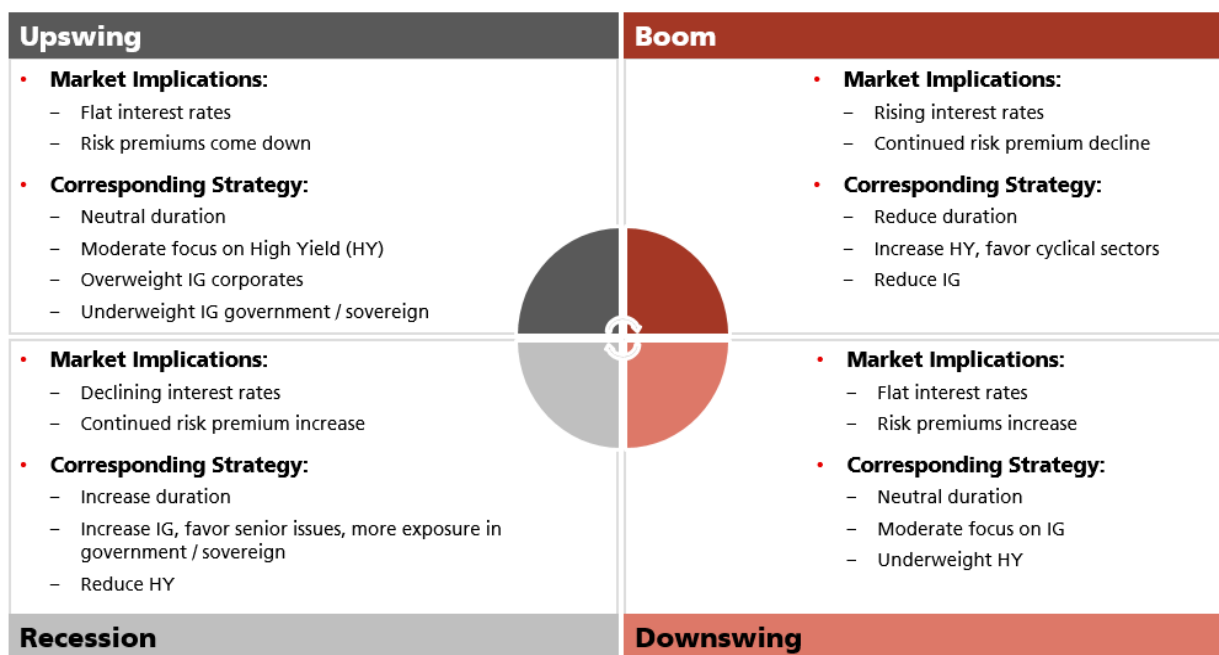 Upswing
• Market Implications:
– Flat interest rates
– Risk premiums come down
• Corresponding Strategy:
– Neutral duration
– Moderate focus on High Yield (HY)
– Overweight IG corporates
– Underweight IG government / sovereign
Boom
• Market Implications:
– Rising interest rates
– Continued risk premium decline
• Corresponding Strategy:
– Reduce duration
– Increase HY, favor cyclical sectors
– Reduce IG
• Market Implications:
– Declining interest rates
– Continued risk premium increase
• Corresponding Strategy:
– Increase duration
– Increase IG, favor senior issues, more exposure in
government / sovereign
– Reduce HY
Recession
• Market Implications:
– Flat interest rates
– Risk premiums increase
• Corresponding Strategy:
– Neutral duration
– Moderate focus on IG
– Underweight HY
Downswing